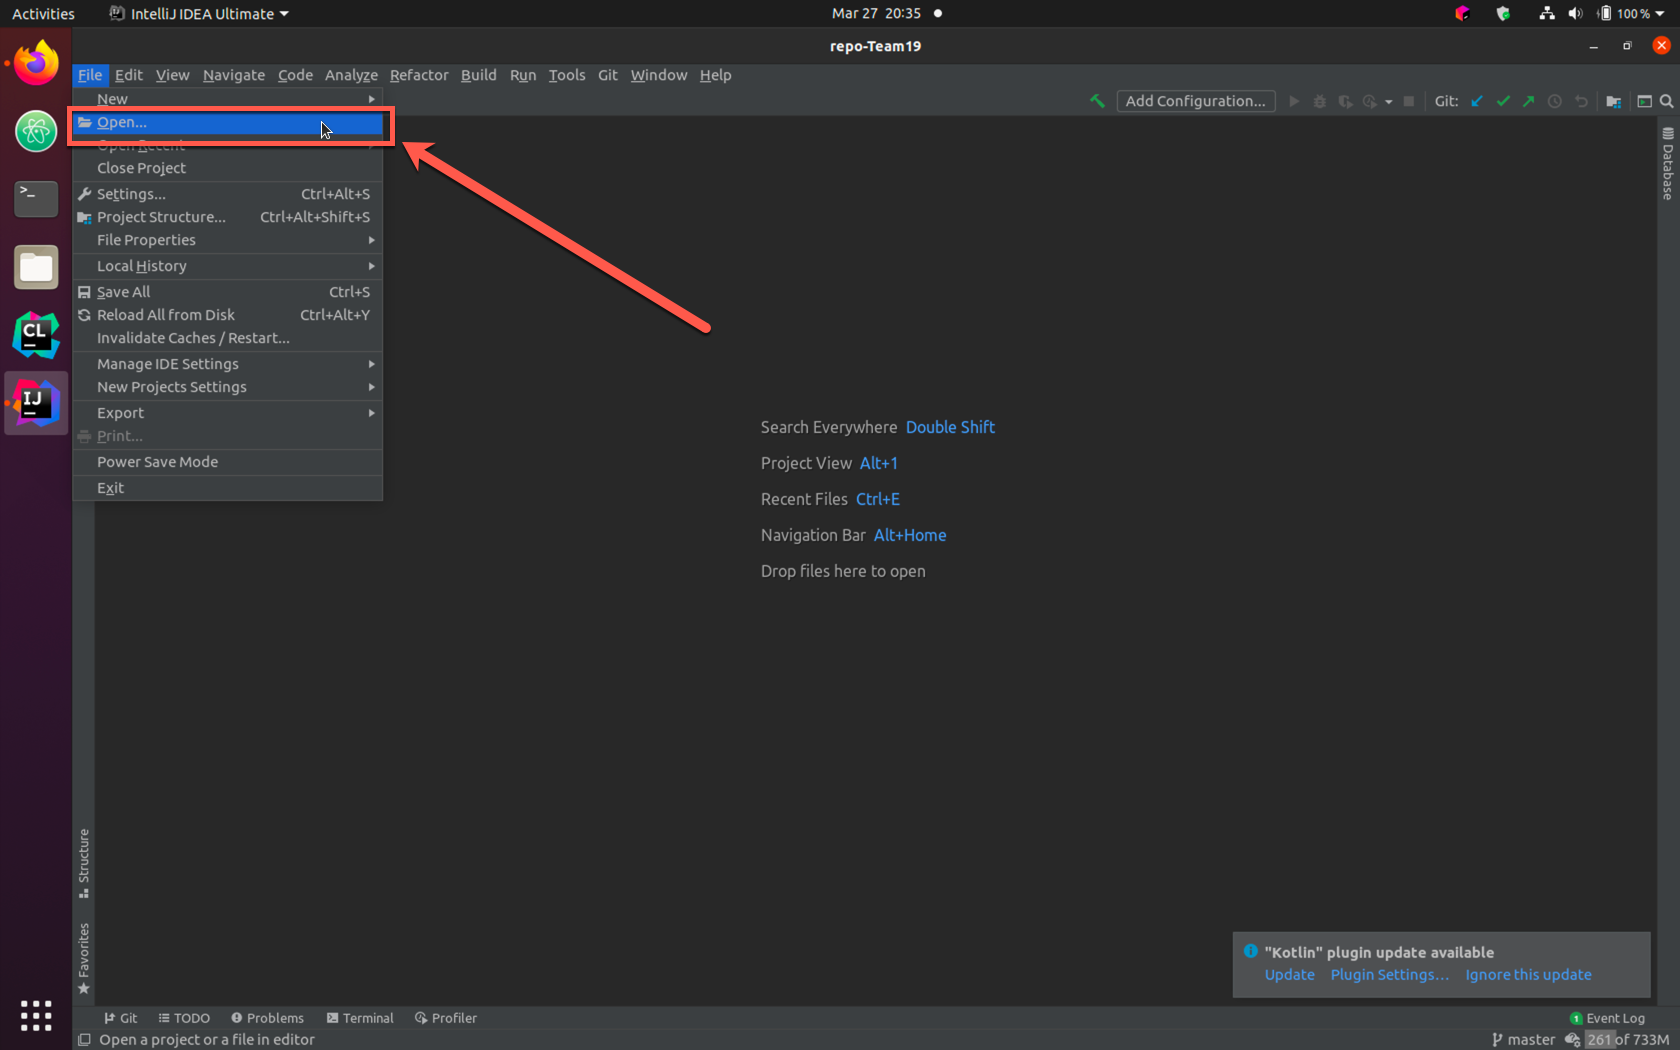 Activities
IntelliJ IDEA Ultimate
Mar 27 20:35
100 %
repo-Team19
File Edit View Navigate Code Analyze Refactor Build Run Tools Git Window Help
Add Configuration...
Git:
New
Open...
Open Recent
Close Project
Settings... Ctrl+Alt+S
Project Structure... Ctrl+Alt+Shift+S
File Properties
Local History
Save All Ctrl+S
Reload All from Disk Ctrl+Alt+Y
Invalidate Caches / Restart...
Manage IDE Settings
New Projects Settings
Export
Print...
Power Save Mode
Exit
>_
CL
IJ
Database
Search Everywhere Double Shift
Project View Alt+1
Recent Files Ctrl+E
Navigation Bar Alt+Home
Drop files here to open
Structure
Favorites
"Kotlin" plugin update available
Update Plugin Settings... Ignore this update
Git TODO Problems Terminal Profiler
1 Event Log
Open a project or a file in editor
master 261 of 733M